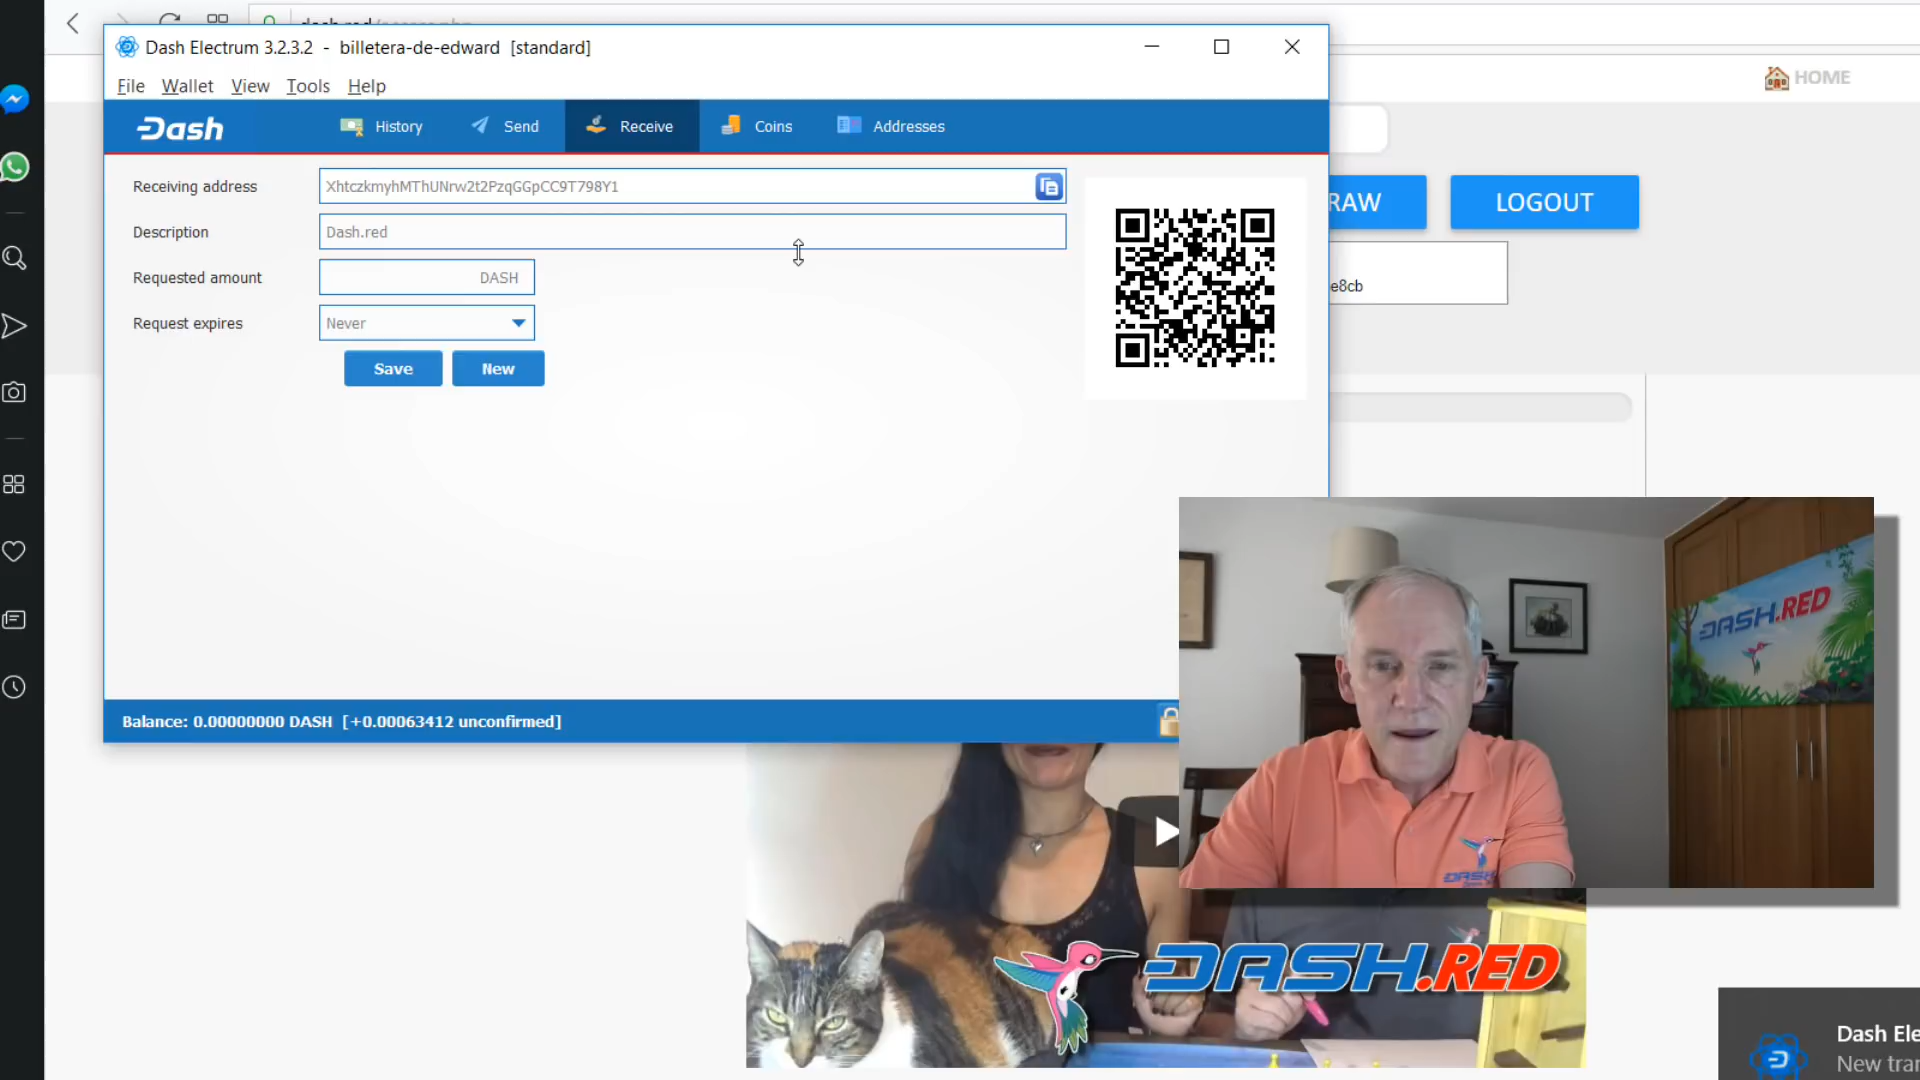 Dash Electrum 3.2.3.2 - billetera-de-edward [standard]
File Wallet View Tools Help
HOME
Dash
History Send Receive Coins Addresses
Receiving address
XhtczkmyhMThUNrw2t2PzqGGpCC9T798Y1
RAW
LOGOUT
Description
Dash.red
Requested amount
DASH
e8cb
Request expires
Never
Save New
DASH.RED
Balance: 0.00000000 DASH [+0.00063412 unconfirmed]
DASH
DASH.RED
Dash Ele
New tran